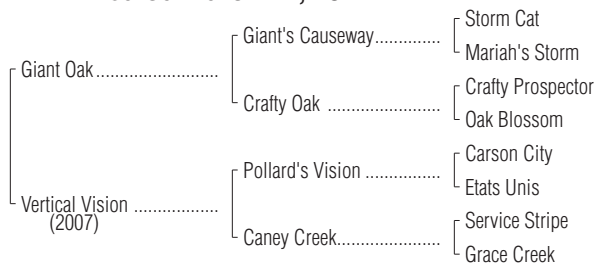 Storm Cat
Giant's Causeway..............
Mariah's Storm
Giant Oak..........................
Crafty Prospector
Crafty Oak ........................
Oak Blossom
Carson City
Pollard's Vision ................
Etats Unis
Vertical Vision ..................
(2007)
Service Stripe
Caney Creek......................
Grace Creek